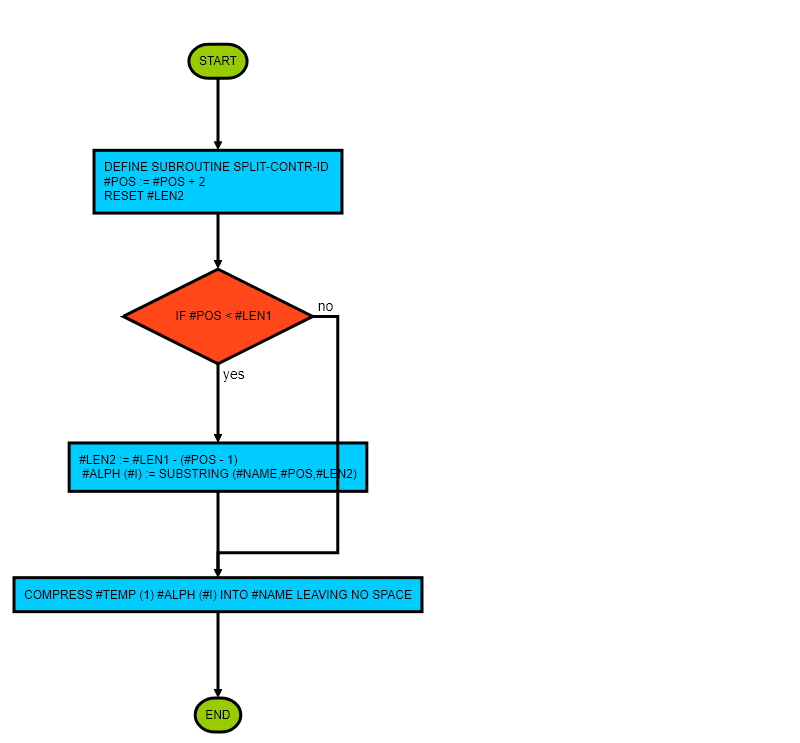 START
DEFINE SUBROUTINE SPLIT-CONTR-ID
#POS := #POS + 2
RESET #LEN2
IF #POS < #LEN1
no
yes
#LEN2 := #LEN1 - (#POS - 1)
#ALPH (#I) := SUBSTRING (#NAME,#POS,#LEN2)
COMPRESS #TEMP (1) #ALPH (#I) INTO #NAME LEAVING NO SPACE
END